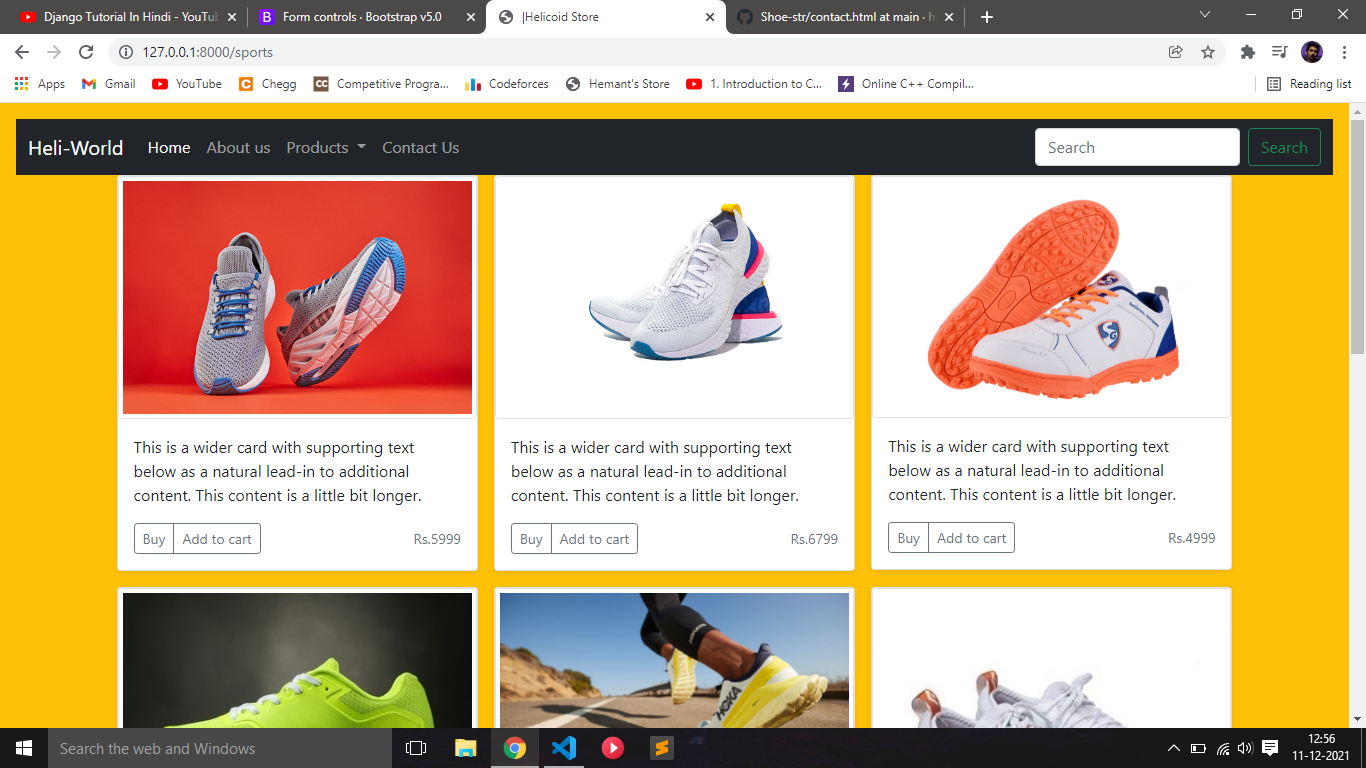 Django Tutorial In Hindi - YouTu
Form controls · Bootstrap v5.0
|Helicoid Store
Shoe-str/contact.html at main · h
127.0.0.1:8000/sports
Apps
Gmail
YouTube
Chegg
Competitive Progra...
Codeforces
Hemant's Store
1. Introduction to C...
Online C++ Compil...
Reading list
Heli-World
Home
About us
Products
Contact Us
Search
Search
This is a wider card with supporting text
below as a natural lead-in to additional
content. This content is a little bit longer.
Buy
Add to cart
Rs.5999
This is a wider card with supporting text
below as a natural lead-in to additional
content. This content is a little bit longer.
Buy
Add to cart
Rs.6799
SG
This is a wider card with supporting text
below as a natural lead-in to additional
content. This content is a little bit longer.
Buy
Add to cart
Rs.4999
HOKA
Search the web and Windows
12:56
11-12-2021